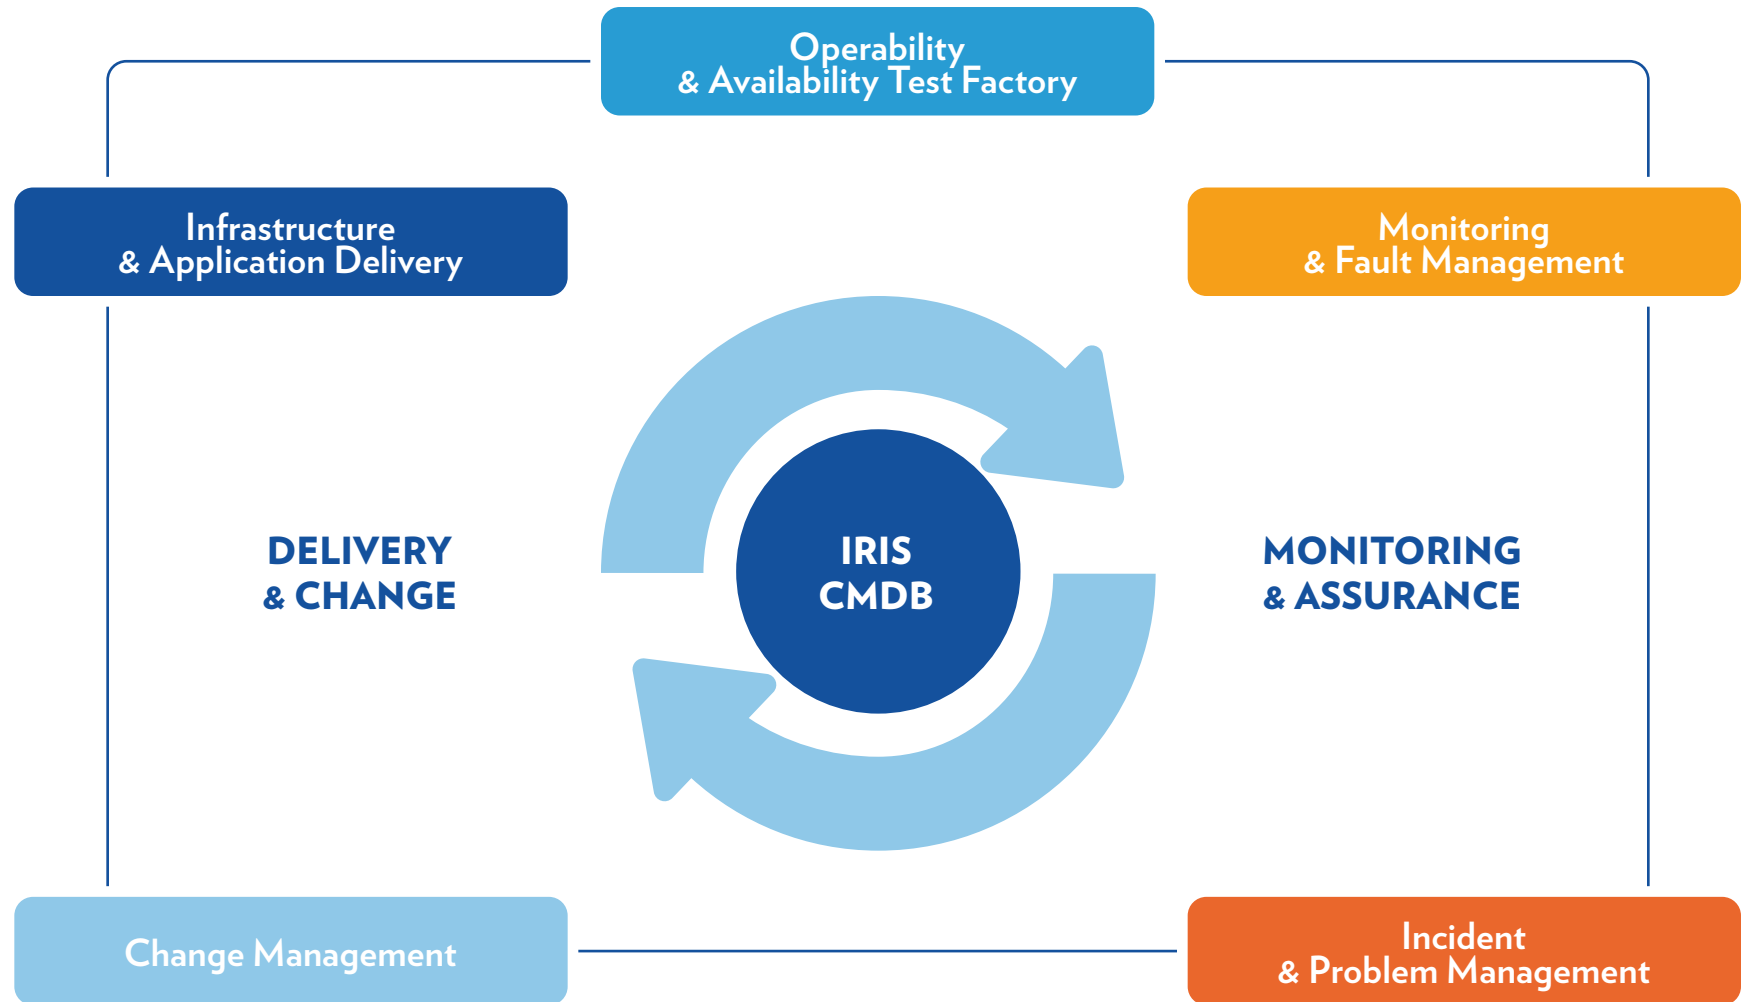 Operability
& Availability Test Factory
Infrastructure
& Application Delivery
Monitoring
& Fault Management
DELIVERY
& CHANGE
IRIS
CMDB
MONITORING
& ASSURANCE
Change Management
Incident
& Problem Management